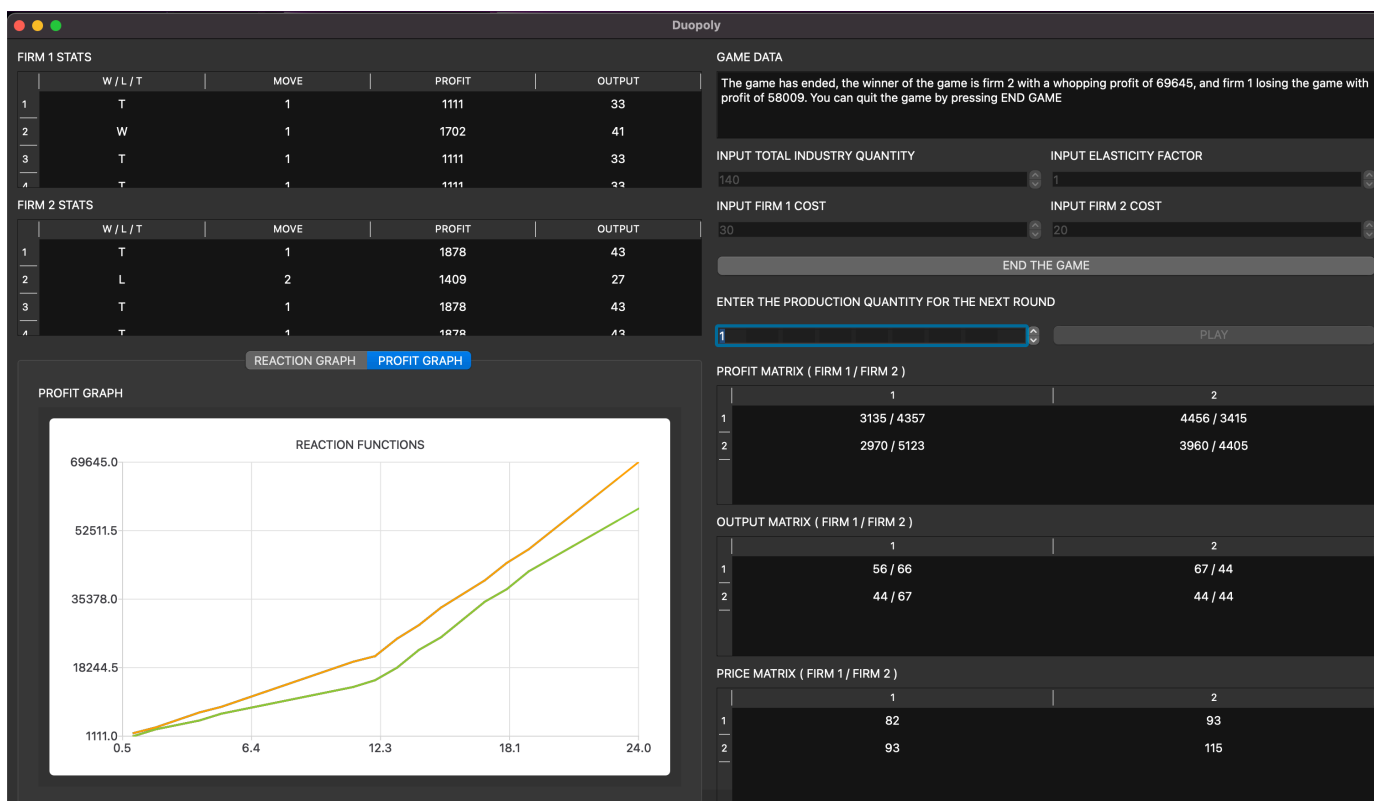 Duopoly
FIRM 1 STATS
W / L / T MOVE PROFIT OUTPUT
1 T 1 1111 33
2 W 1 1702 41
3 T 1 1111 33
4 T 1 1111 33
FIRM 2 STATS
W / L / T MOVE PROFIT OUTPUT
1 T 1 1878 43
2 L 2 1409 27
3 T 1 1878 43
4 T 1 1878 43
REACTION GRAPH PROFIT GRAPH
PROFIT GRAPH
REACTION FUNCTIONS
69645.0
52511.5
35378.0
18244.5
1111.0
0.5 6.4 12.3 18.1 24.0
GAME DATA
The game has ended, the winner of the game is firm 2 with a whopping profit of 69645, and firm 1 losing the game with
profit of 58009. You can quit the game by pressing END GAME
INPUT TOTAL INDUSTRY QUANTITY INPUT ELASTICITY FACTOR
140 1
INPUT FIRM 1 COST INPUT FIRM 2 COST
30 20
END THE GAME
ENTER THE PRODUCTION QUANTITY FOR THE NEXT ROUND
1 PLAY
PROFIT MATRIX ( FIRM 1 / FIRM 2 )
1 2
1 3135 / 4357 4456 / 3415
2 2970 / 5123 3960 / 4405
OUTPUT MATRIX ( FIRM 1 / FIRM 2 )
1 2
1 56 / 66 67 / 44
2 44 / 67 44 / 44
PRICE MATRIX ( FIRM 1 / FIRM 2 )
1 2
1 82 93
2 93 115